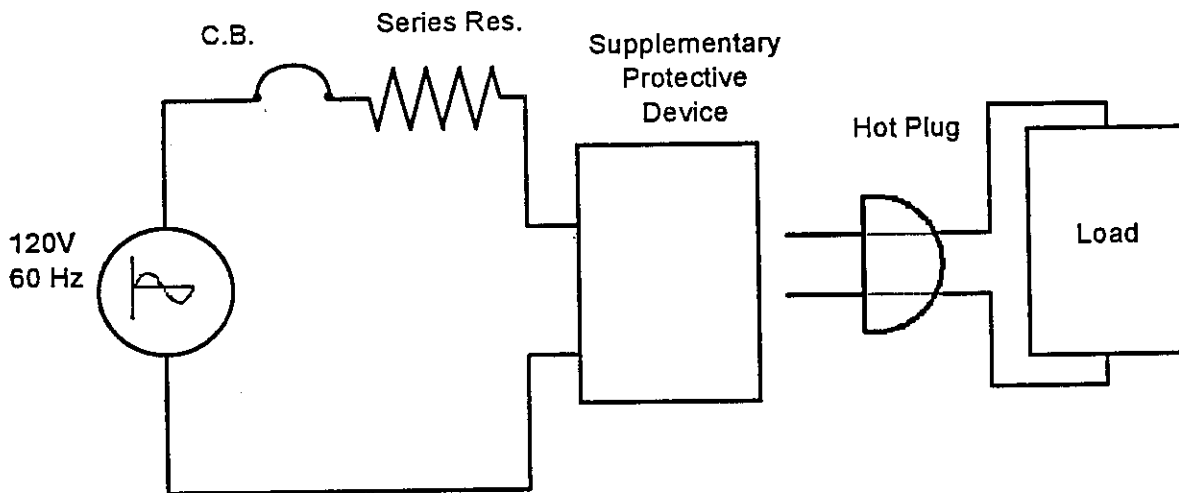 C.B.
Series Res.
Supplementary
Protective
Device
Hot Plug
120V
60 Hz
Load